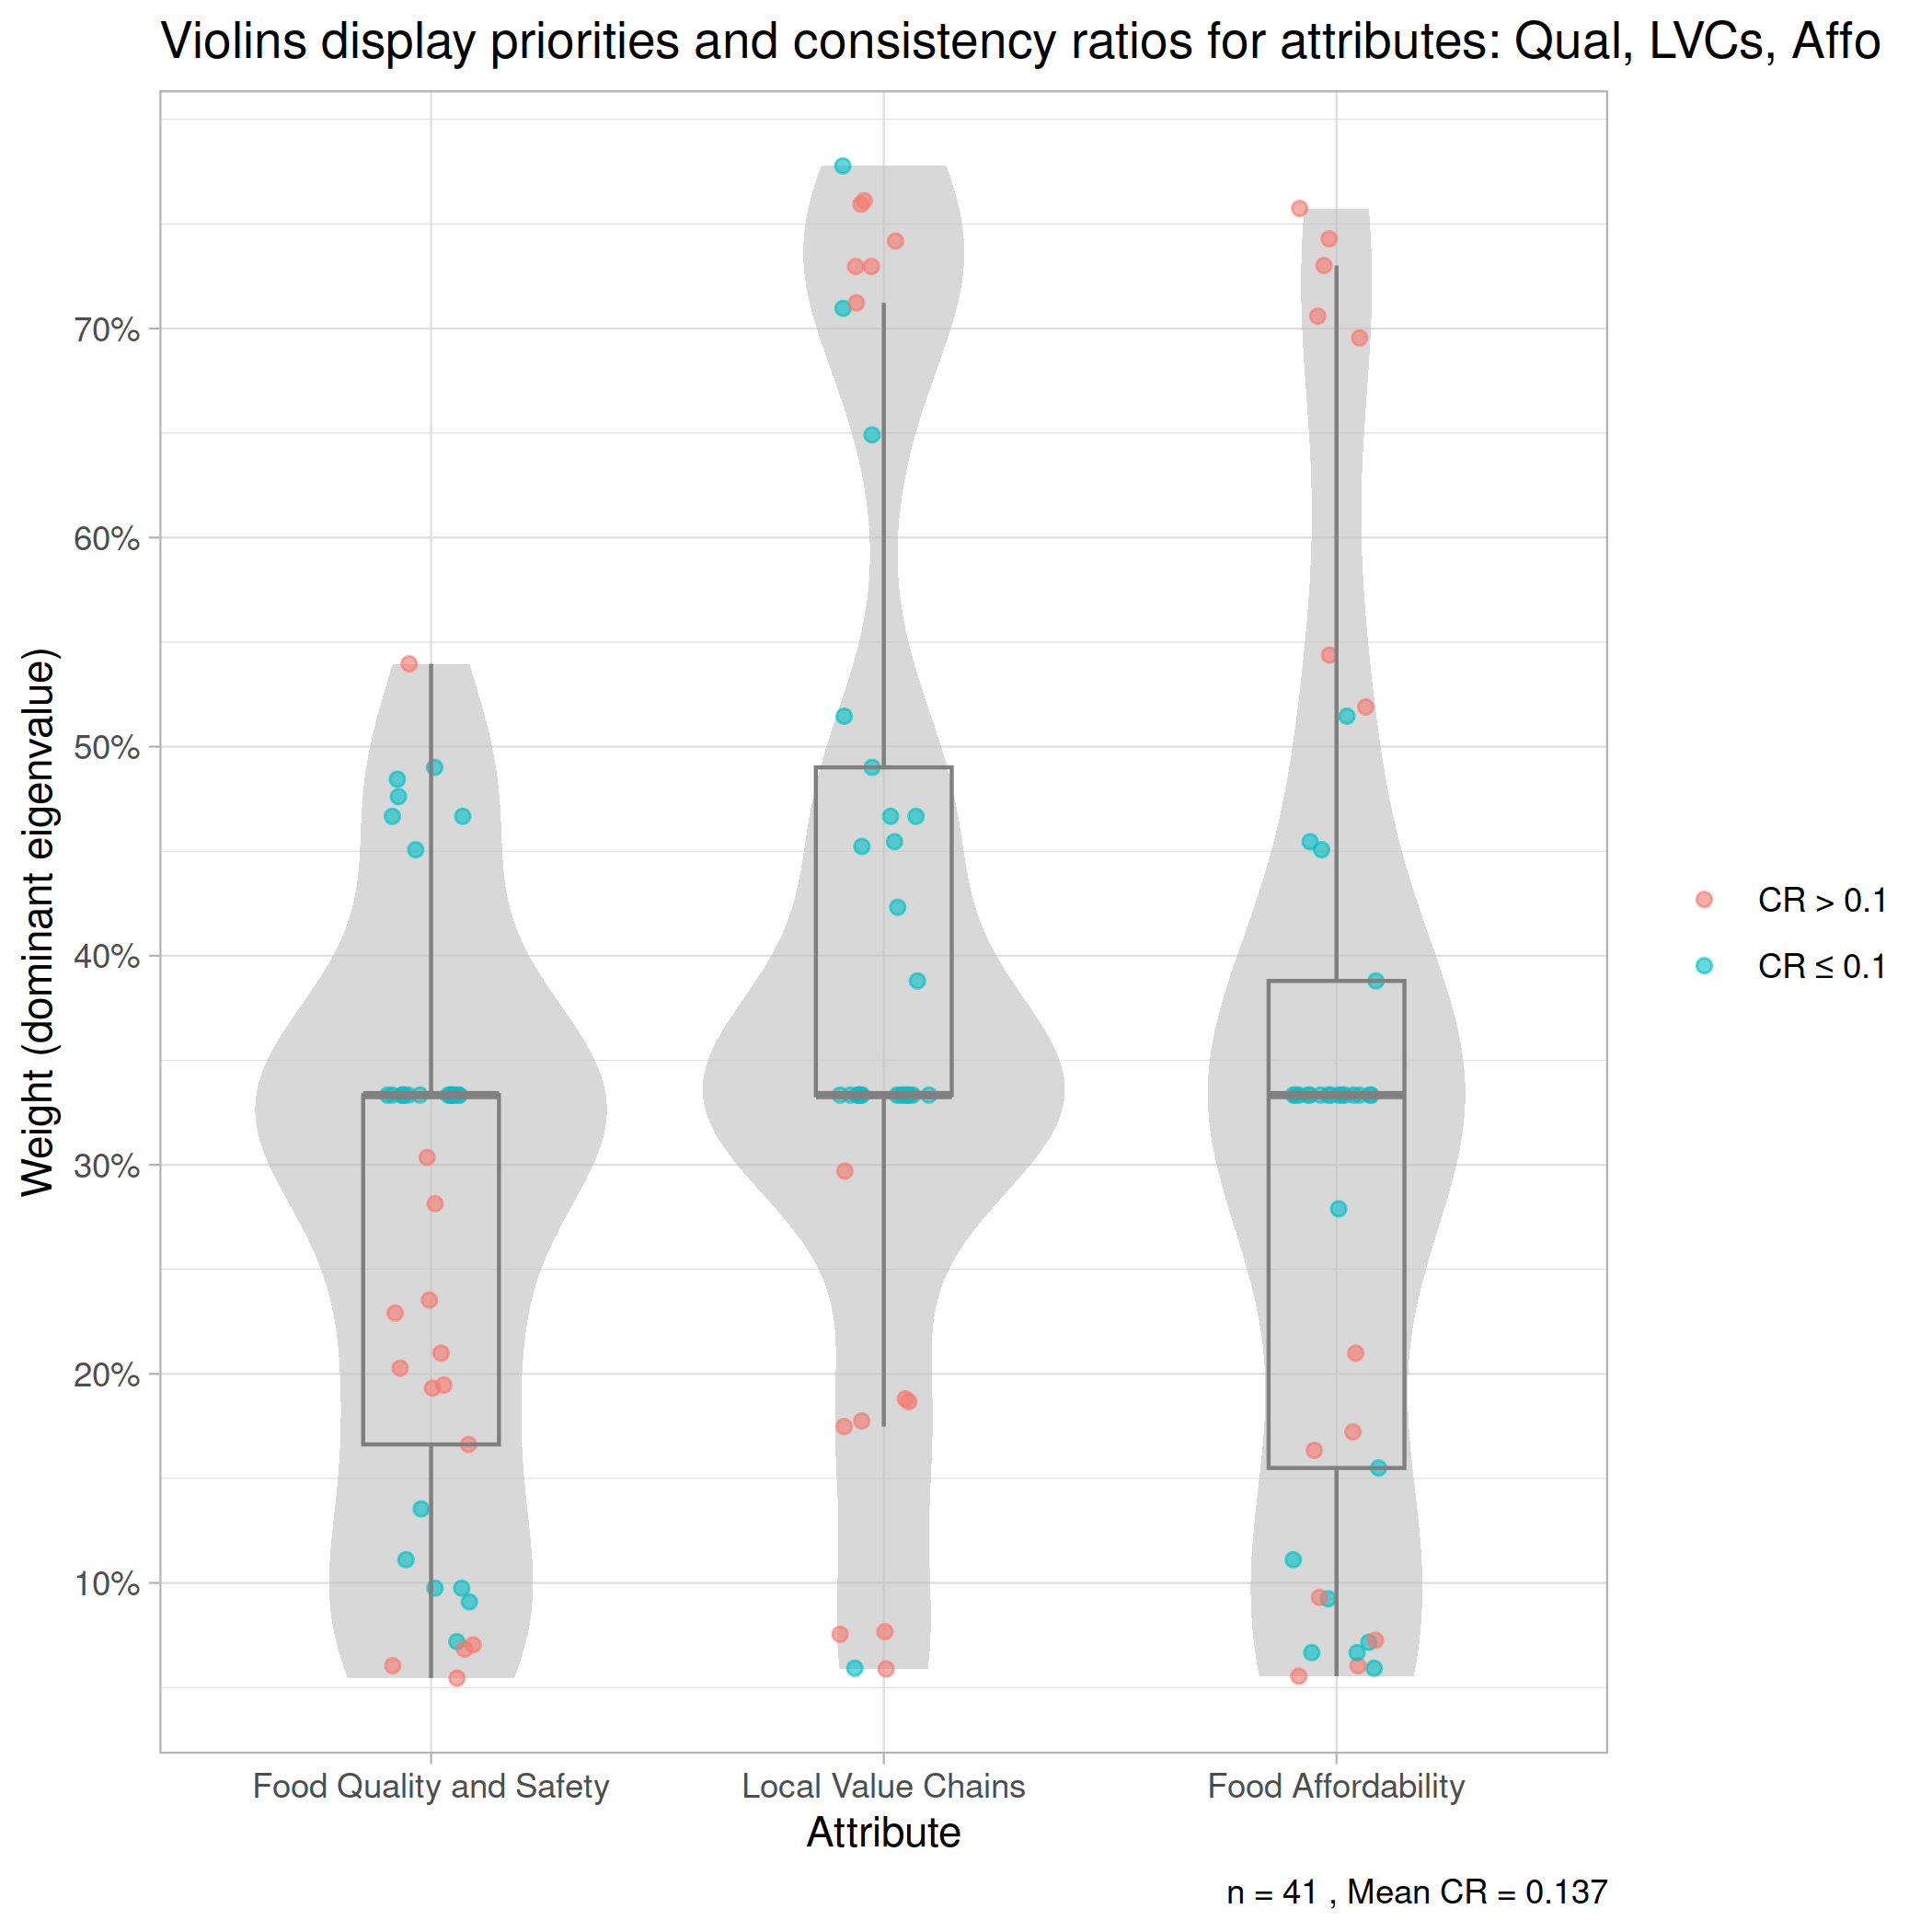 Violins display priorities and consistency ratios for attributes: Qual, LVCs, Affo
Weight (dominant eigenvalue)
70%
60%
50%
40%
30%
20%
10%
CR > 0.1
CR ≤ 0.1
Food Quality and Safety
Local Value Chains
Food Affordability
Attribute
n = 41 , Mean CR = 0.137